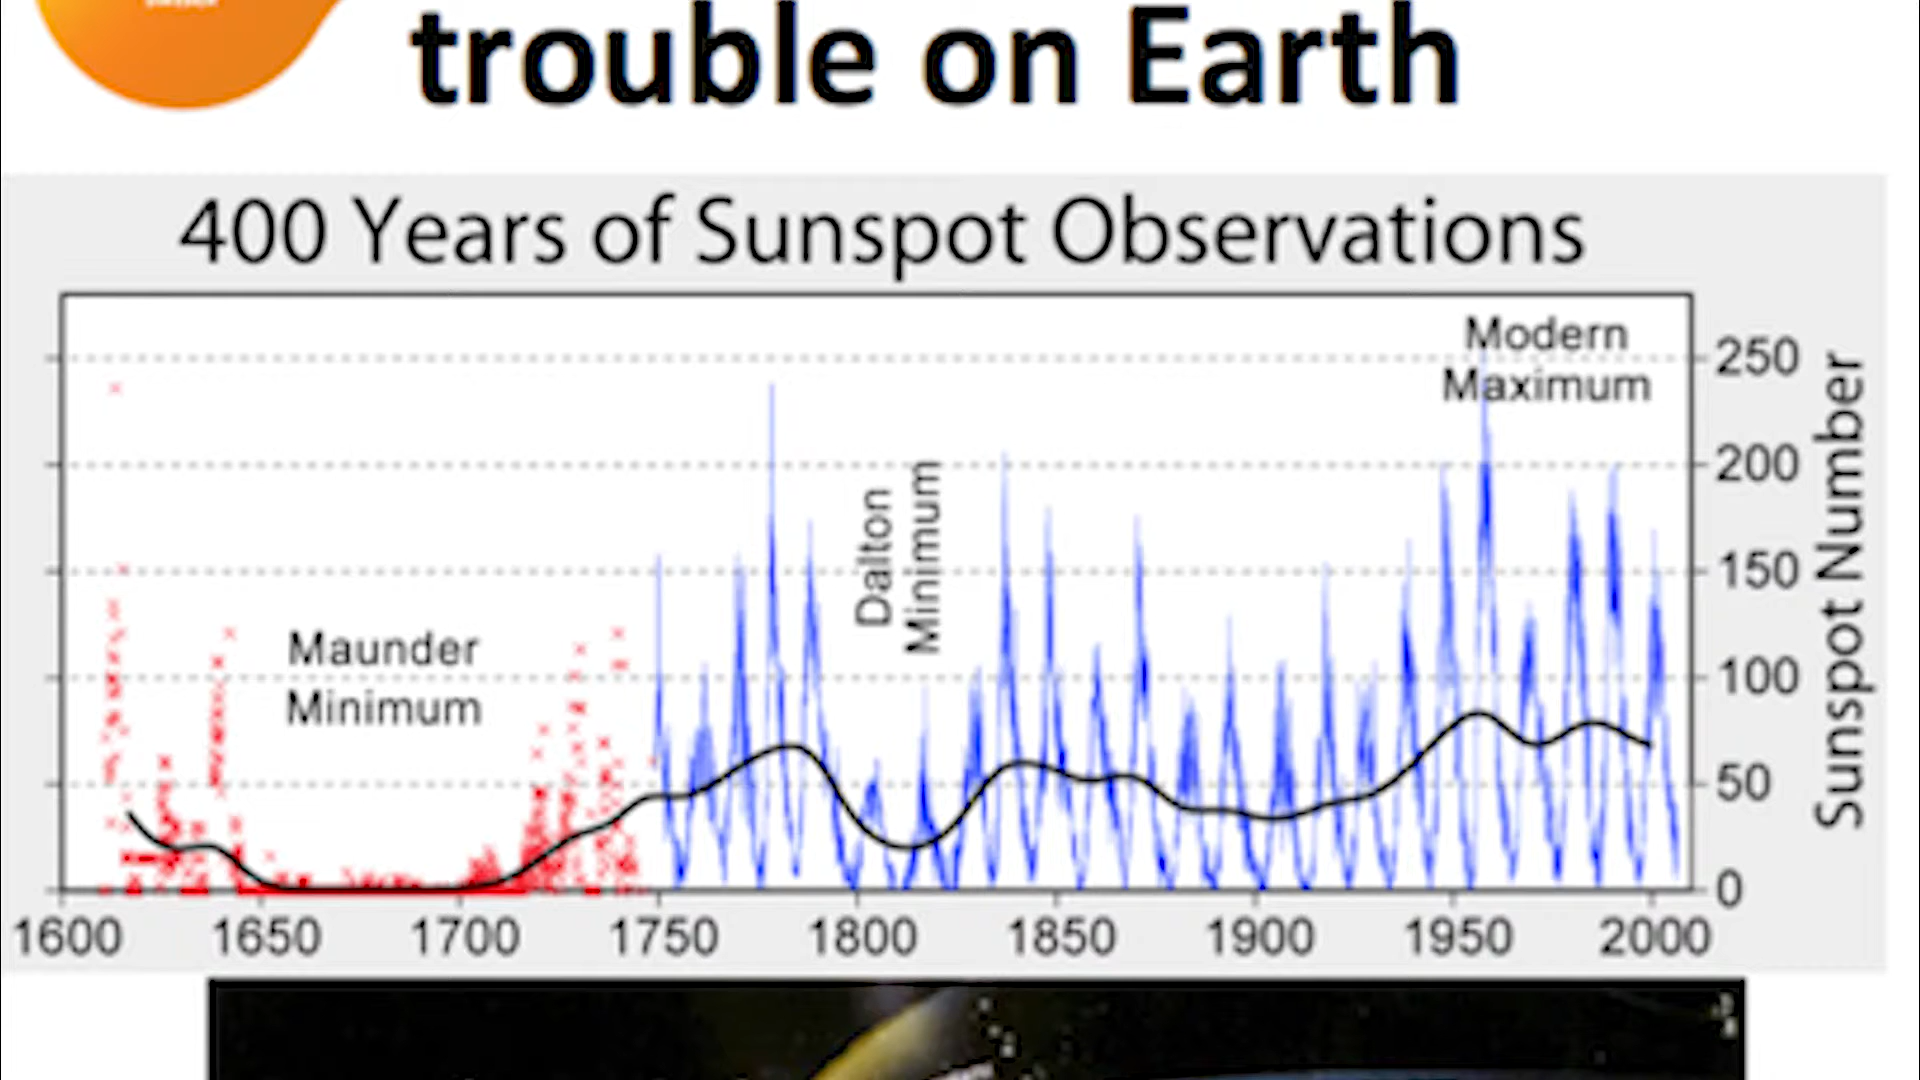 trouble on Earth
400 Years of Sunspot Observations
Modern
Maximum
Dalton
Minimum
Maunder
Minimum
250
200
150
100
50
0
Sunspot Number
1600 1650 1700 1750 1800 1850 1900 1950 2000